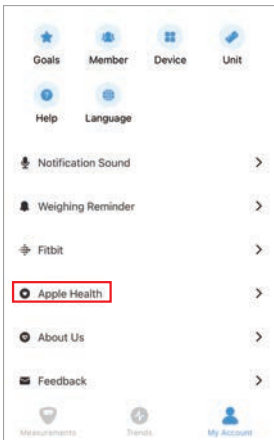 Goals Member Device Unit
Help Language
Notification Sound
Weighing Reminder
Fitbit
Apple Health
About Us
Feedback
Measurements Trends My Account